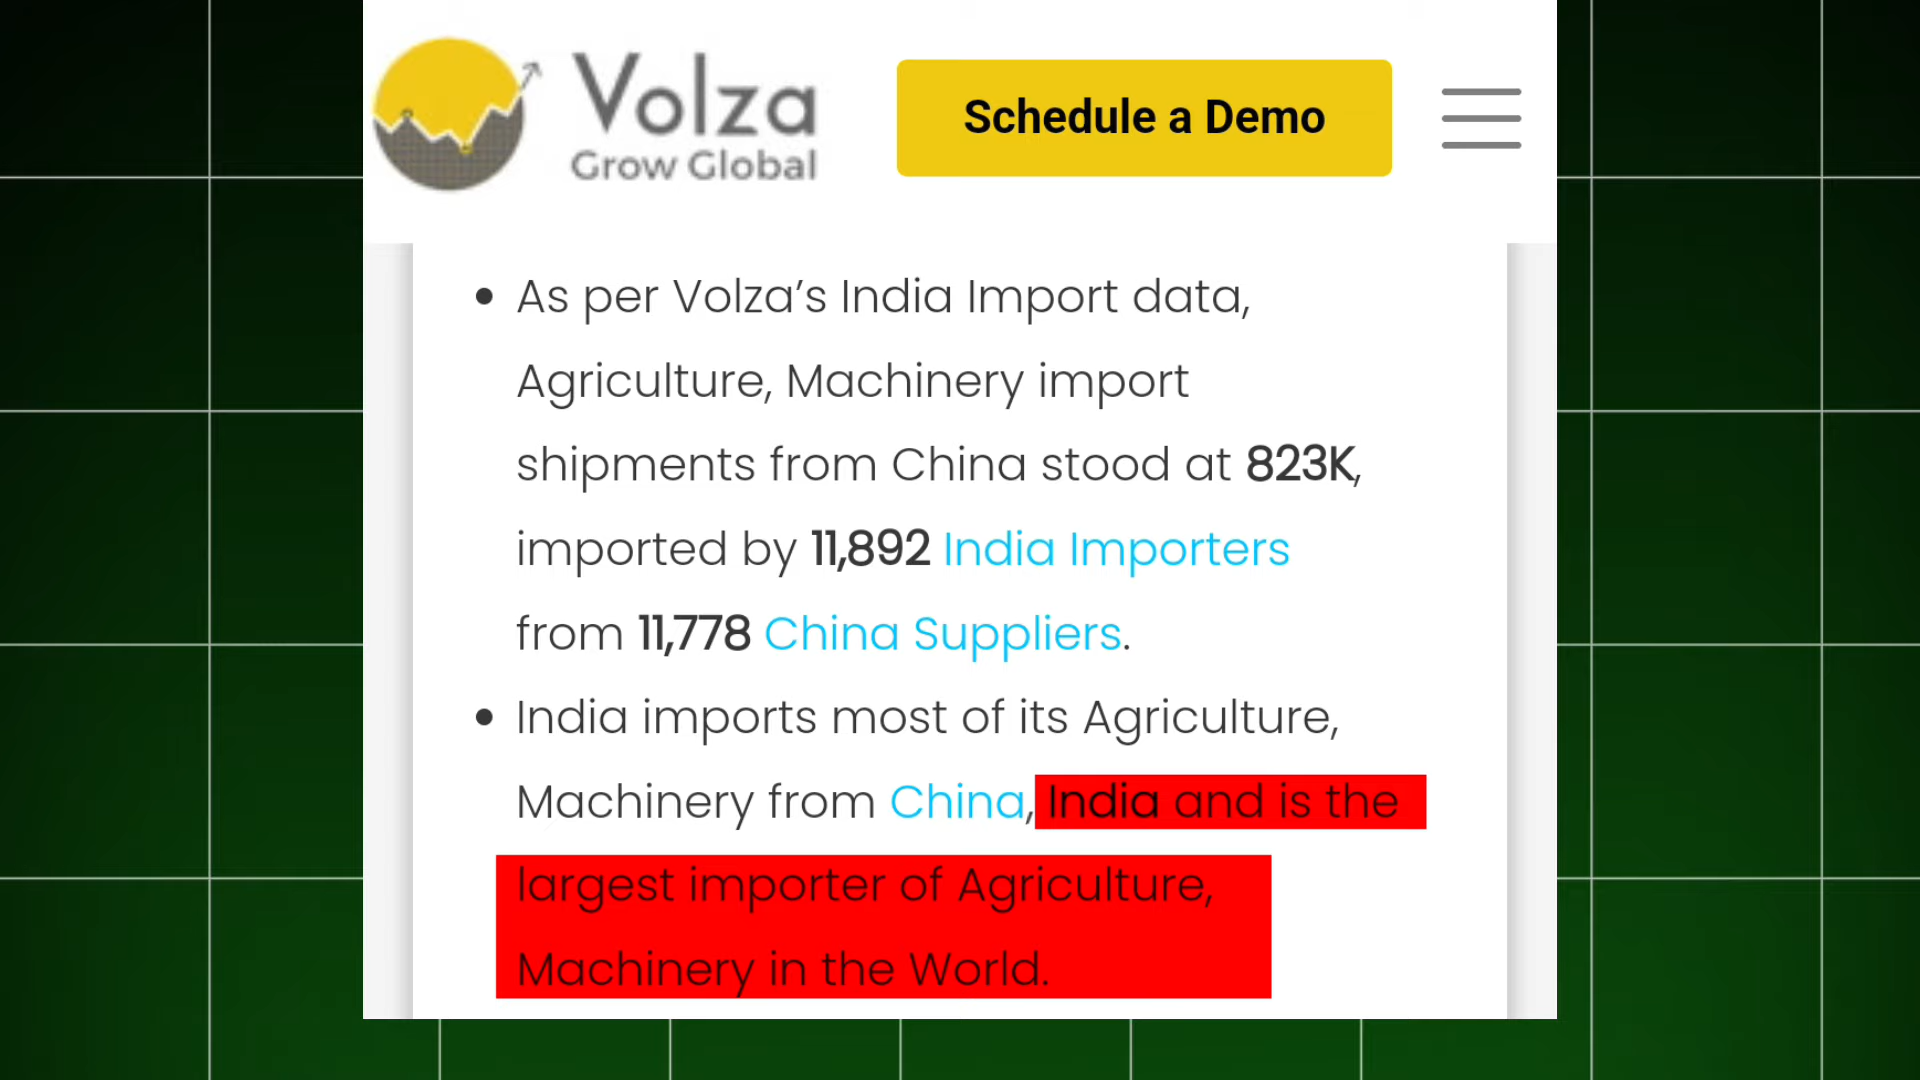 Volza
Grow Global
Schedule a Demo
• As per Volza’s India Import data,
Agriculture, Machinery import
shipments from China stood at 823K,
imported by 11,892 India Importers
from 11,778 China Suppliers.
• India imports most of its Agriculture,
Machinery from China, India and is the
largest importer of Agriculture,
Machinery in the World.